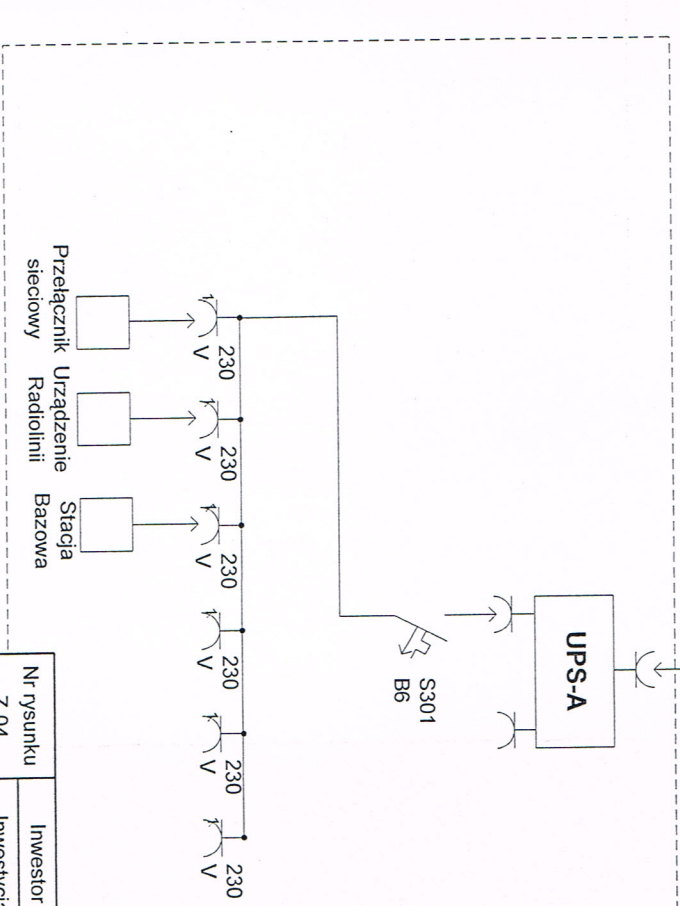 UPS-A
S301
B6
230
V
230
V
230
V
230
V
230
V
230
V
Przełącznik
sieciowy
Urządzenie
Radiolinii
Stacja
Bazowa
Nr rysunku
Inwestor